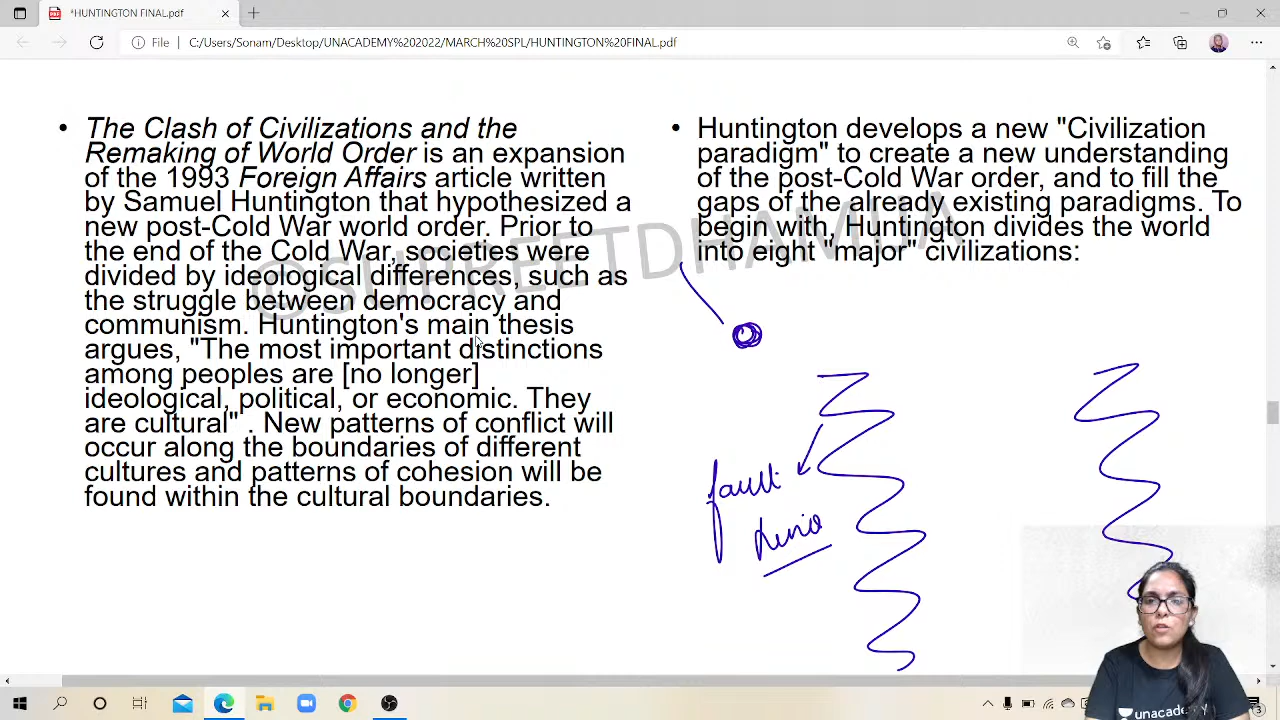 *HUNTINGTON FINAL.pdf
File
C:/Users/Sonam/Desktop/UNACADEMY%202022/MARCH%20SPL/HUNTINGTON%20FINAL.pdf
• The Clash of Civilizations and the
Remaking of World Order is an expansion
of the 1993 Foreign Affairs article written
by Samuel Huntington that hypothesized a
new post-Cold War world order. Prior to
the end of the Cold War, societies were
divided by ideological differences, such as
the struggle between democracy and
communism. Huntington's main thesis
argues, "The most important distinctions
among peoples are [no longer]
ideological, political, or economic. They
are cultural" . New patterns of conflict will
occur along the boundaries of different
cultures and patterns of cohesion will be
found within the cultural boundaries.
• Huntington develops a new "Civilization
paradigm" to create a new understanding
of the post-Cold War order, and to fill the
gaps of the already existing paradigms. To
begin with, Huntington divides the world
into eight "major" civilizations:
©SUPREETDHAMIJA
fault
unacademy
3